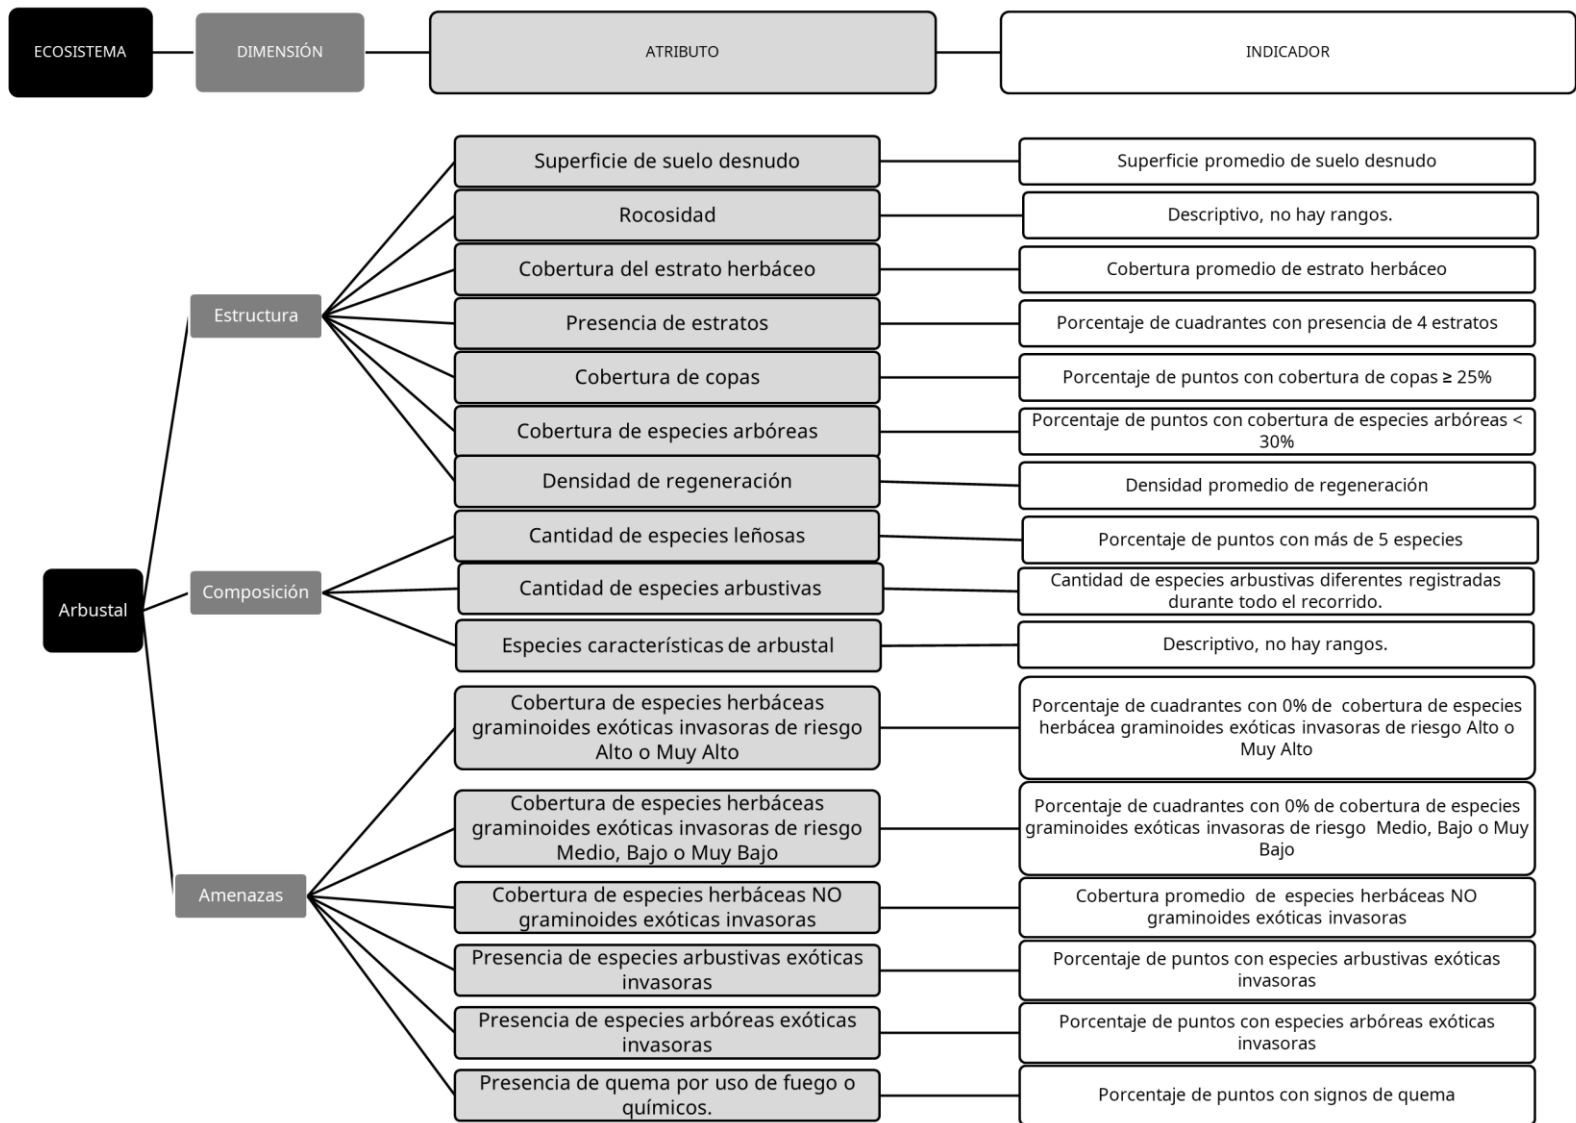 ECOSISTEMA
DIMENSIÓN
ATRIBUTO
INDICADOR
Arbustal
Estructura
Superficie de suelo desnudo
Superficie promedio de suelo desnudo
Rocosidad
Descriptivo, no hay rangos.
Cobertura del estrato herbáceo
Cobertura promedio de estrato herbáceo
Presencia de estratos
Porcentaje de cuadrantes con presencia de 4 estratos
Cobertura de copas
Porcentaje de puntos con cobertura de copas ≥ 25%
Cobertura de especies arbóreas
Porcentaje de puntos con cobertura de especies arbóreas <
30%
Densidad de regeneración
Densidad promedio de regeneración
Composición
Cantidad de especies leñosas
Porcentaje de puntos con más de 5 especies
Cantidad de especies arbustivas
Cantidad de especies arbustivas diferentes registradas
durante todo el recorrido.
Especies características de arbustal
Descriptivo, no hay rangos.
Amenazas
Cobertura de especies herbáceas
graminoides exóticas invasoras de riesgo
Alto o Muy Alto
Porcentaje de cuadrantes con 0% de cobertura de especies
herbácea graminoides exóticas invasoras de riesgo Alto o
Muy Alto
Cobertura de especies herbáceas
graminoides exóticas invasoras de riesgo
Medio, Bajo o Muy Bajo
Porcentaje de cuadrantes con 0% de cobertura de especies
graminoides exóticas invasoras de riesgo Medio, Bajo o Muy
Bajo
Cobertura de especies herbáceas NO
graminoides exóticas invasoras
Cobertura promedio de especies herbáceas NO
graminoides exóticas invasoras
Presencia de especies arbustivas exóticas
invasoras
Porcentaje de puntos con especies arbustivas exóticas
invasoras
Presencia de especies arbóreas exóticas
invasoras
Porcentaje de puntos con especies arbóreas exóticas
invasoras
Presencia de quema por uso de fuego o
químicos.
Porcentaje de puntos con signos de quema